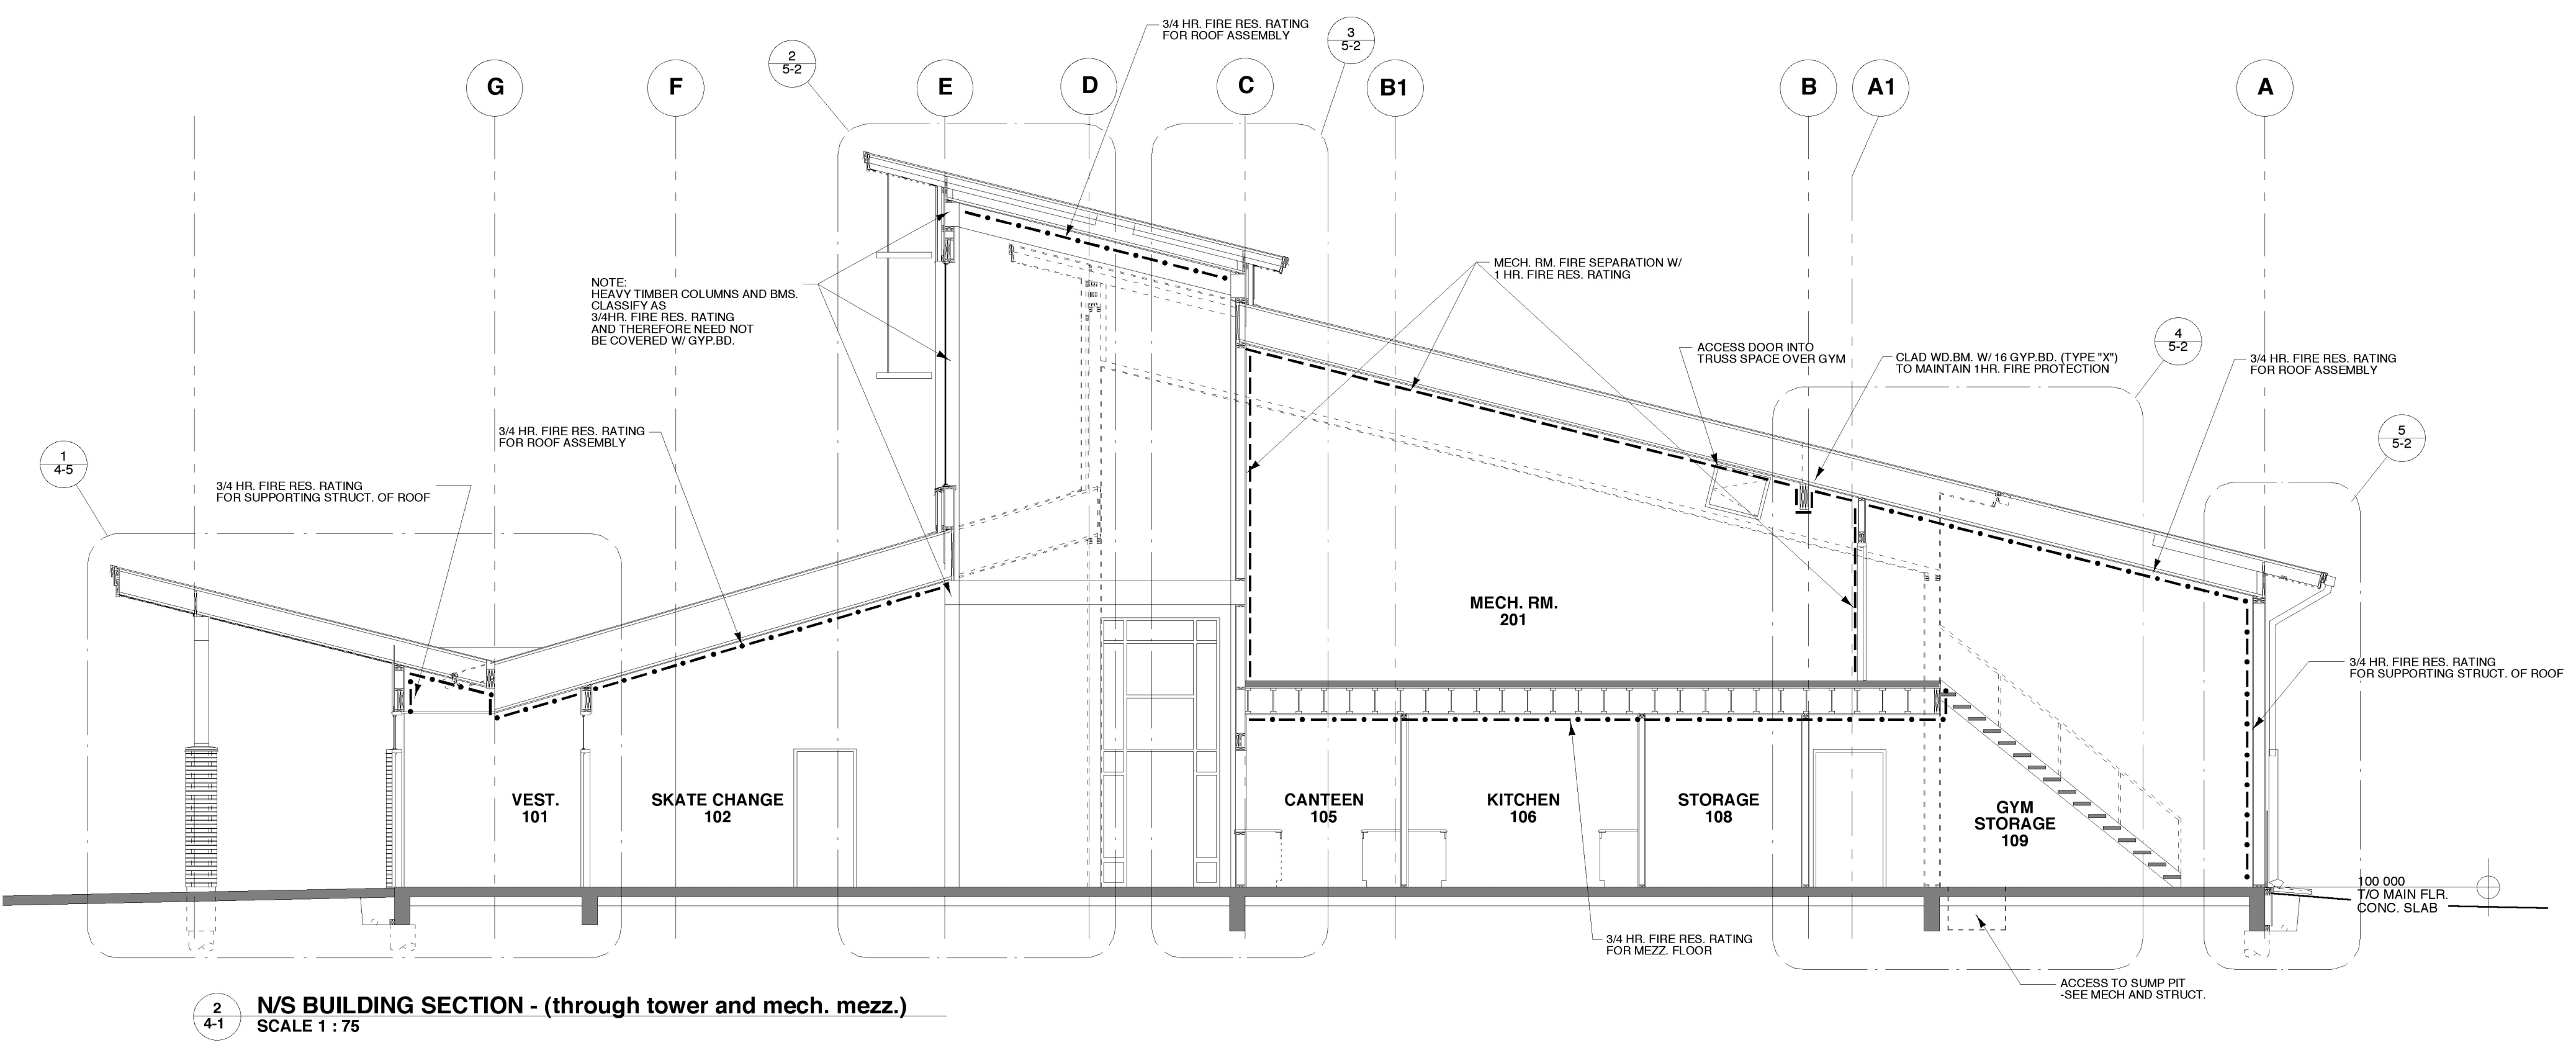 3/4 HR. FIRE RES. RATING
FOR ROOF ASSEMBLY
2
5-2
3
5-2
G
F
E
D
C
B1
B
A1
A
NOTE:
HEAVY TIMBER COLUMNS AND BMS.
CLASSIFY AS
3/4HR. FIRE RES. RATING
AND THEREFORE NEED NOT
BE COVERED W/ GYP.BD.
MECH. RM. FIRE SEPARATION W/
1 HR. FIRE RES. RATING
ACCESS DOOR INTO
TRUSS SPACE OVER GYM
CLAD WD.BM. W/ 16 GYP.BD. (TYPE "X")
TO MAINTAIN 1HR. FIRE PROTECTION
4
5-2
3/4 HR. FIRE RES. RATING
FOR ROOF ASSEMBLY
5
5-2
3/4 HR. FIRE RES. RATING
FOR ROOF ASSEMBLY
1
4-5
3/4 HR. FIRE RES. RATING
FOR SUPPORTING STRUCT. OF ROOF
MECH. RM.
201
3/4 HR. FIRE RES. RATING
FOR SUPPORTING STRUCT. OF ROOF
VEST.
101
SKATE CHANGE
102
CANTEEN
105
KITCHEN
106
STORAGE
108
GYM
STORAGE
109
100 000
T/O MAIN FLR.
CONC. SLAB
3/4 HR. FIRE RES. RATING
FOR MEZZ. FLOOR
ACCESS TO SUMP PIT
-SEE MECH AND STRUCT.
2
4-1
N/S BUILDING SECTION - (through tower and mech. mezz.)
SCALE 1 : 75